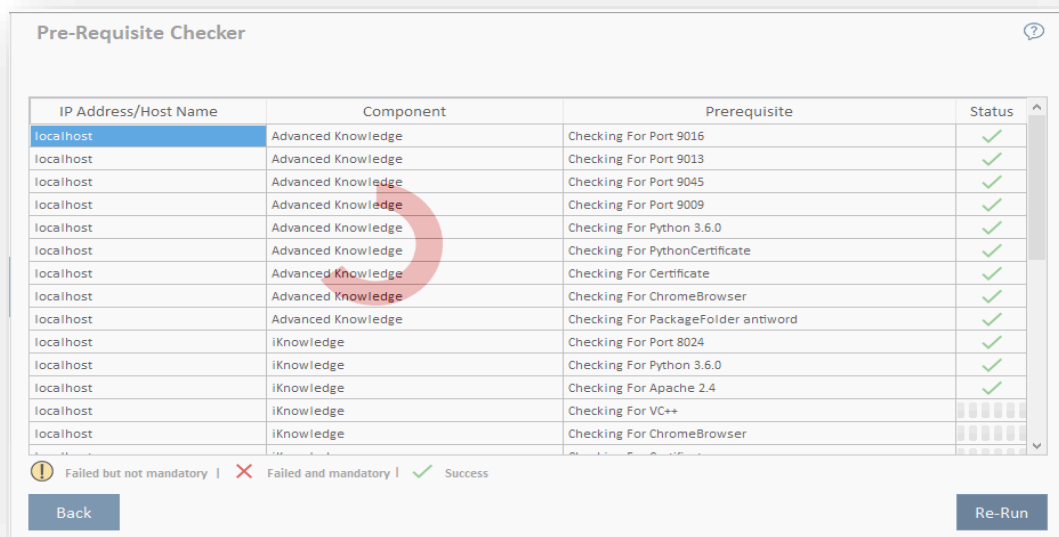 Pre-Requisite Checker
IP Address/Host Name Component Prerequisite Status
localhost Advanced Knowledge Checking For Port 9016
localhost Advanced Knowledge Checking For Port 9013
localhost Advanced Knowledge Checking For Port 9045
localhost Advanced Knowledge Checking For Port 9009
localhost Advanced Knowledge Checking For Python 3.6.0
localhost Advanced Knowledge Checking For PythonCertificate
localhost Advanced Knowledge Checking For Certificate
localhost Advanced Knowledge Checking For ChromeBrowser
localhost Advanced Knowledge Checking For PackageFolder antiword
localhost iKnowledge Checking For Port 8024
localhost iKnowledge Checking For Python 3.6.0
localhost iKnowledge Checking For Apache 2.4
localhost iKnowledge Checking For VC++
localhost iKnowledge Checking For ChromeBrowser
Failed but not mandatory | Failed and mandatory | Success
Back Re-Run